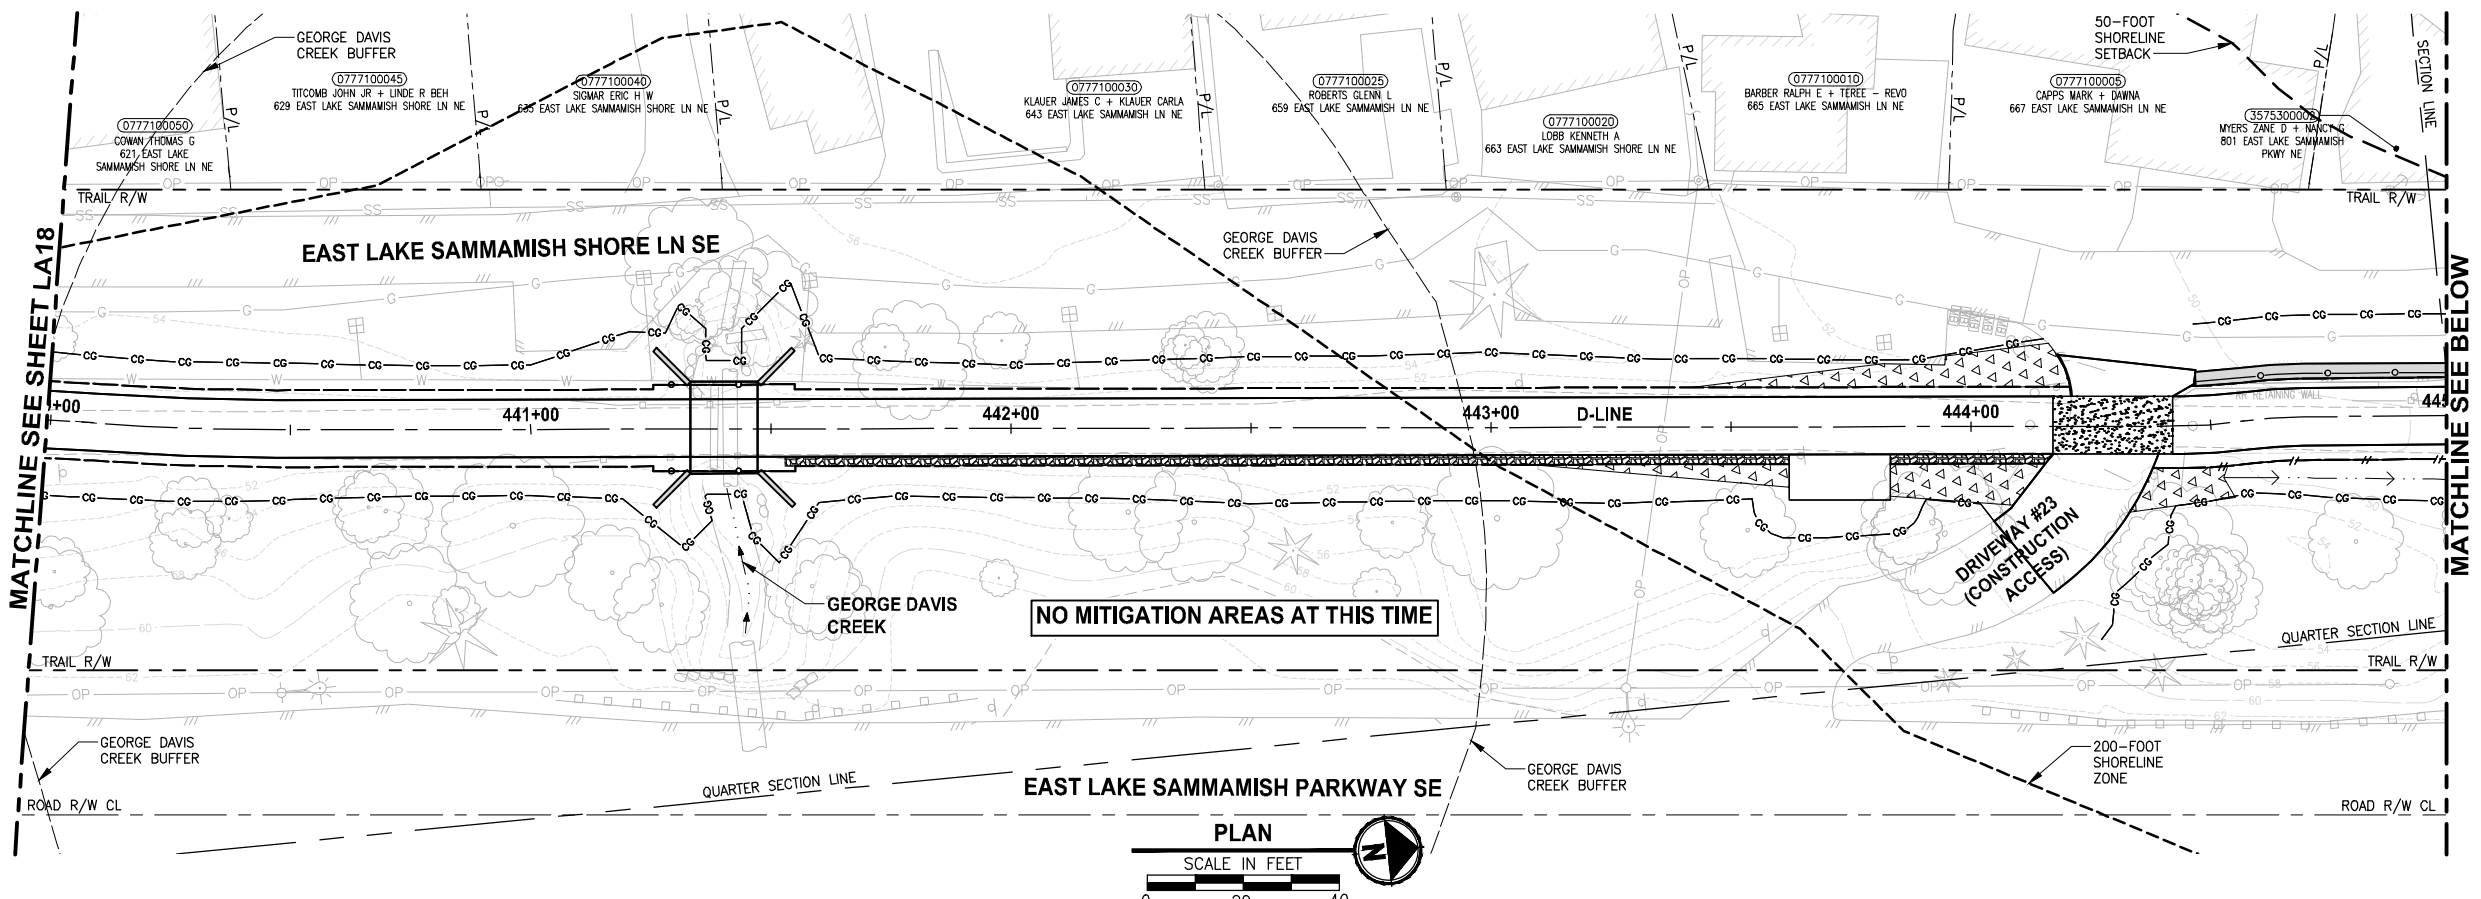 GEORGE DAVIS
CREEK BUFFER
50-FOOT
SHORELINE
SETBACK
SECTION LINE
0777100050
COWAN THOMAS G
621 EAST LAKE
SAMMAMISH SHORE LN NE
0777100045
TITCOMB JOHN JR + LINDE R BEH
629 EAST LAKE SAMMAMISH SHORE LN NE
0777100040
SIGMAR ERIC H W
635 EAST LAKE SAMMAMISH SHORE LN NE
0777100030
KLAUER JAMES C + KLAUER CARLA
643 EAST LAKE SAMMAMISH LN NE
0777100025
ROBERTS GLENN L
659 EAST LAKE SAMMAMISH LN NE
0777100020
LOBB KENNETH A
663 EAST LAKE SAMMAMISH SHORE LN NE
0777100010
BARBER RALPH E + TEREE - REVO
665 EAST LAKE SAMMAMISH LN NE
0777100005
CAPPS MARK + DAWNA
667 EAST LAKE SAMMAMISH LN NE
3575300002
MYERS ZANE D + NANCY G
801 EAST LAKE SAMMAMISH
PKWY NE
P/L
P/L
P/L
P/L
P/L
P/L
P/L
P/L
TRAIL R/W
TRAIL R/W
EAST LAKE SAMMAMISH SHORE LN SE
GEORGE DAVIS
CREEK BUFFER
MATCHLINE SEE SHEET LA18
MATCHLINE SEE BELOW
+00
441+00
442+00
443+00
D-LINE
444+00
RR RETAINING WALL
445
DRIVEWAY #23
(CONSTRUCTION
ACCESS)
GEORGE DAVIS
CREEK
NO MITIGATION AREAS AT THIS TIME
QUARTER SECTION LINE
TRAIL R/W
TRAIL R/W
GEORGE DAVIS
CREEK BUFFER
QUARTER SECTION LINE
EAST LAKE SAMMAMISH PARKWAY SE
GEORGE DAVIS
CREEK BUFFER
200-FOOT
SHORELINE
ZONE
ROAD R/W CL
ROAD R/W CL
PLAN
SCALE IN FEET
N
0 20 40